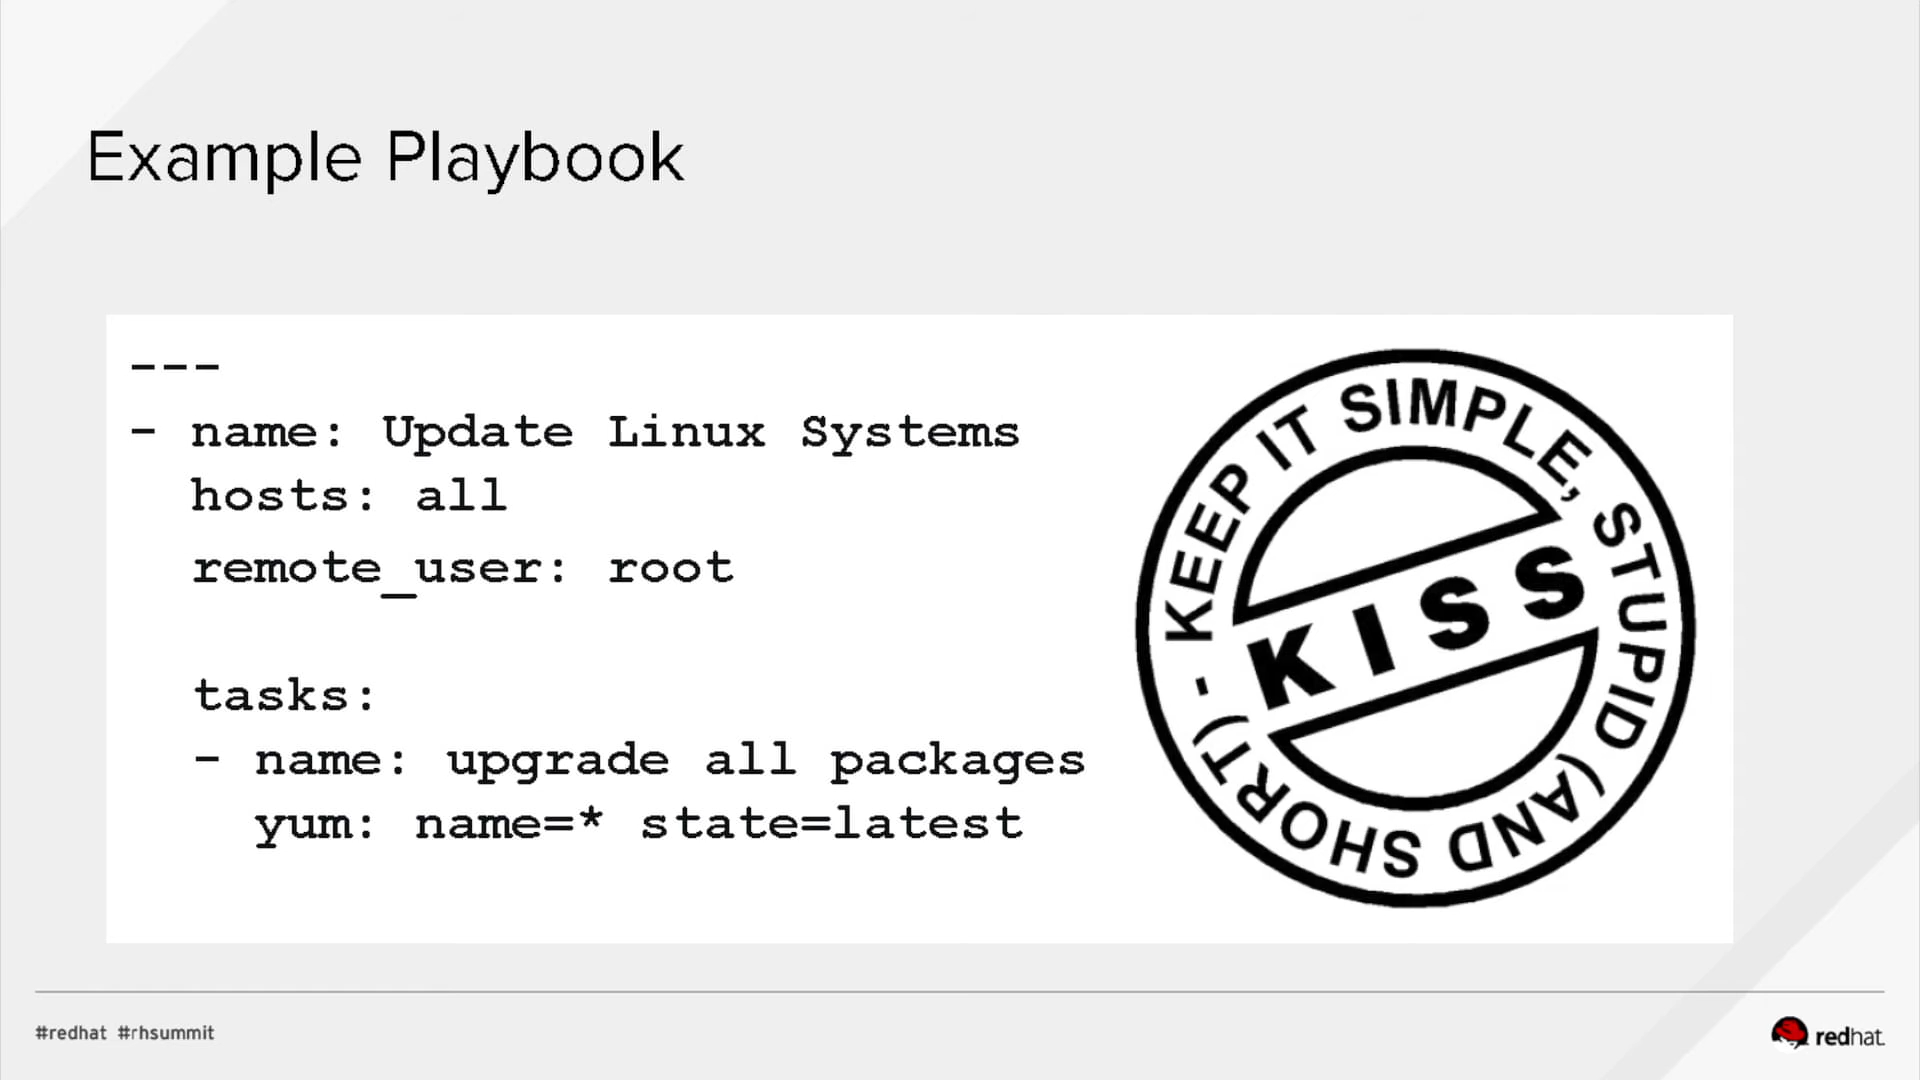 Example Playbook
---
- name: Update Linux Systems
hosts: all
remote_user: root
tasks:
- name: upgrade all packages
yum: name=* state=latest
- KEEP IT SIMPLE, STUPID (AND SHORT)
KISS
#redhat #rhsummit
redhat.